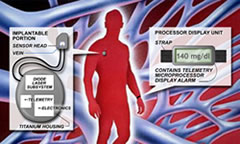 IMPLANTABLE
PORTION
SENSOR HEAD
VEIN
DIODE
LASER
SUBSYSTEM
TELEMETRY
ELECTRONICS
TITANIUM HOUSING
PROCESSOR DISPLAY UNIT
STRAP
140 mg/dl
CONTAINS TELEMETRY
MICROPROCESSOR
DISPLAY ALARM